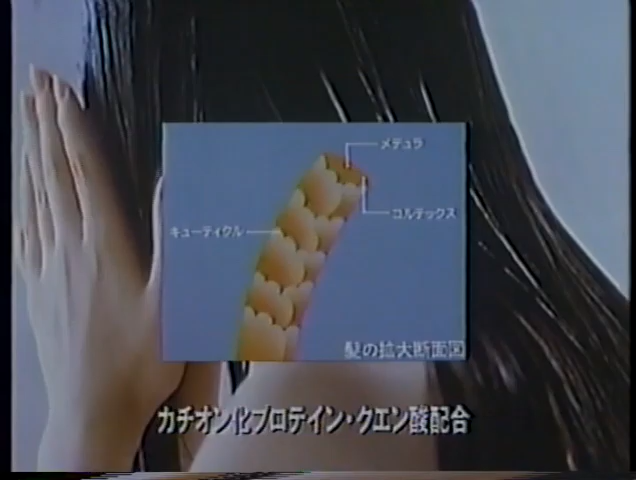 メデュラ
コルテックス
キューティクル
髪の拡大断面図
カチオン化プロテイン・クエン酸配合